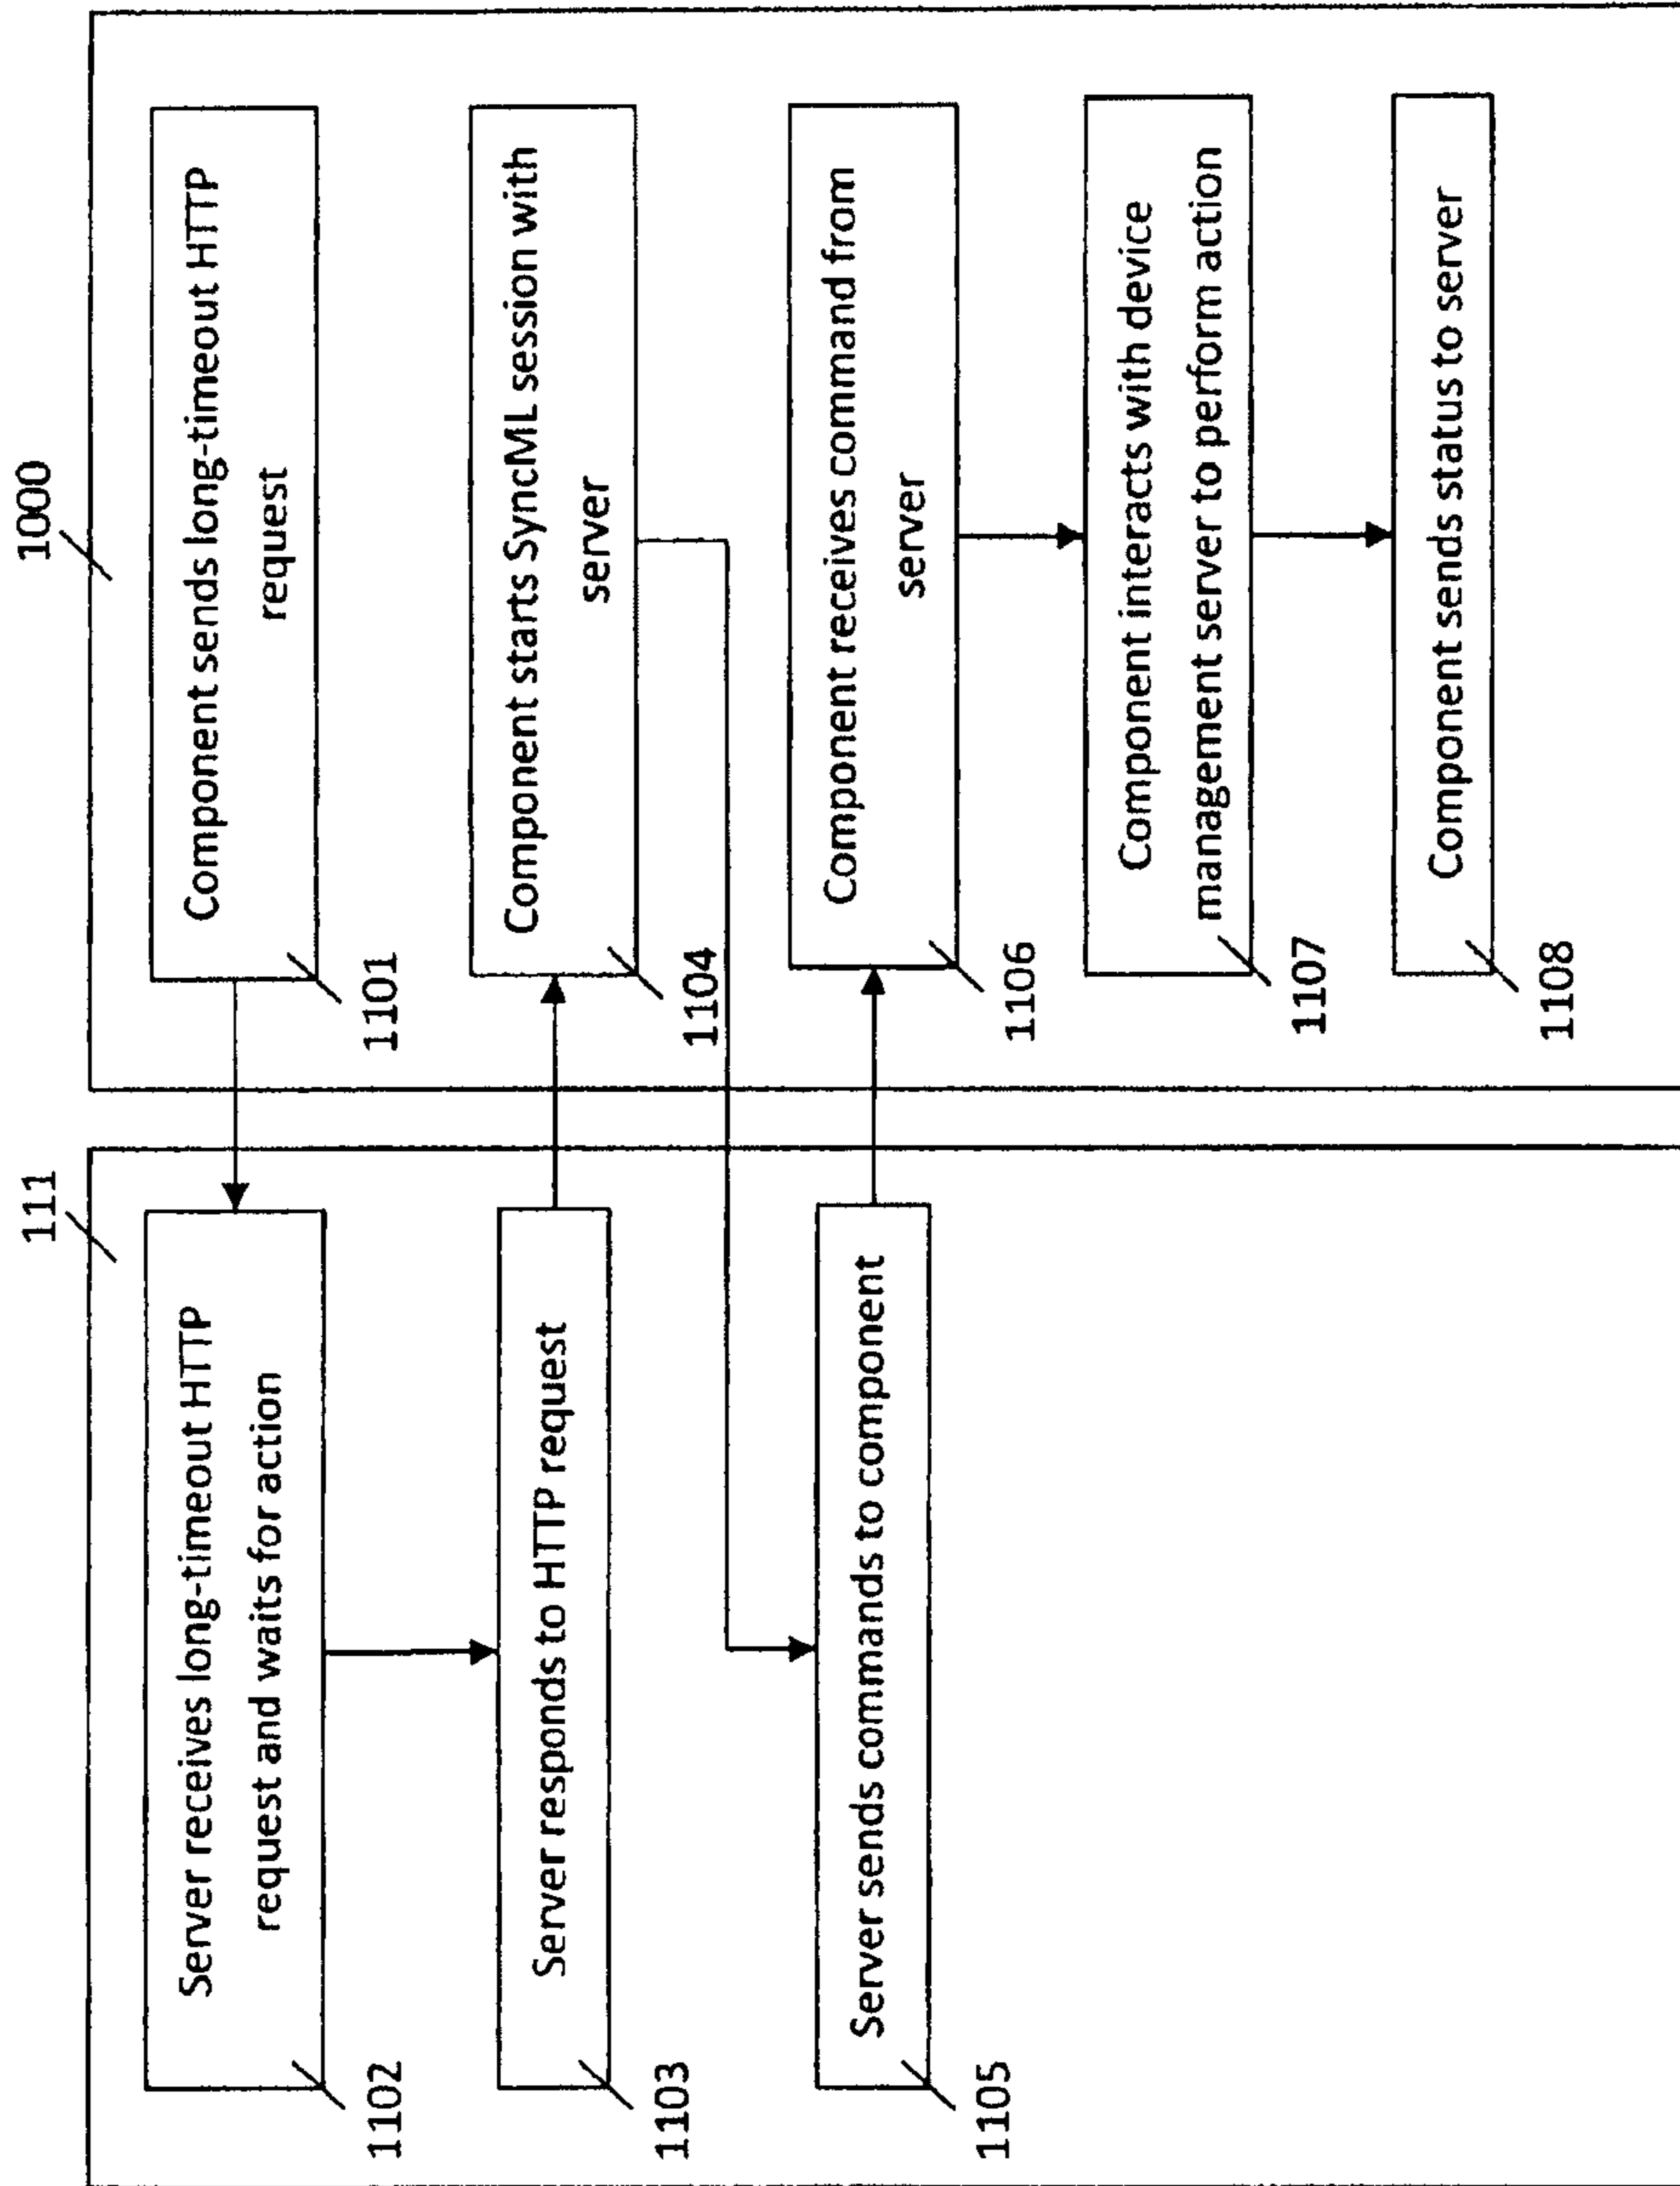 111
Server receives long-timeout HTTP
request and waits for action
1102
Server responds to HTTP request
1103
Server sends commands to component
1105
1000
Component sends long-timeout HTTP
request
1101
Component starts SyncML session with
server
1104
Component receives command from
server
1106
Component interacts with device
management server to perform action
1107
Component sends status to server
1108